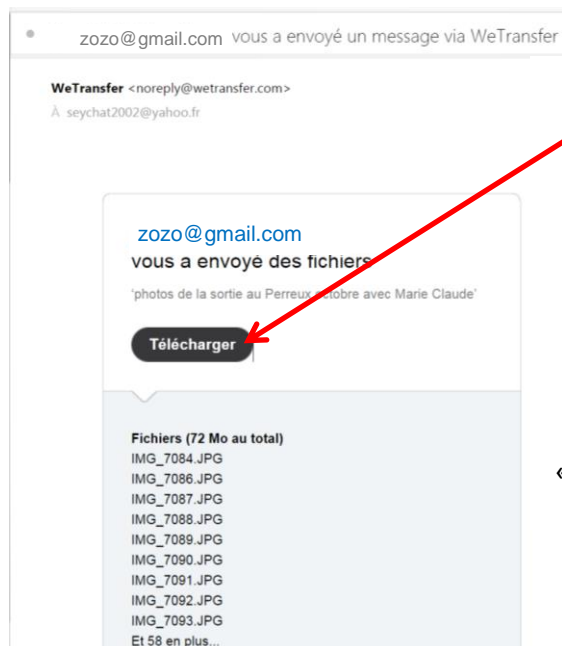 zozo@gmail.com vous a envoyé un message via WeTransfer
WeTransfer <noreply@wetransfer.com>
À seychat2002@yahoo.fr
zozo@gmail.com
vous a envoyé des fichiers
'photos de la sortie au Perreux octobre avec Marie Claude'
Télécharger
Fichiers (72 Mo au total)
IMG_7084.JPG
IMG_7086.JPG
IMG_7087.JPG
IMG_7088.JPG
IMG_7089.JPG
IMG_7090.JPG
IMG_7091.JPG
IMG_7092.JPG
IMG_7093.JPG
Et 58 en plus...
«